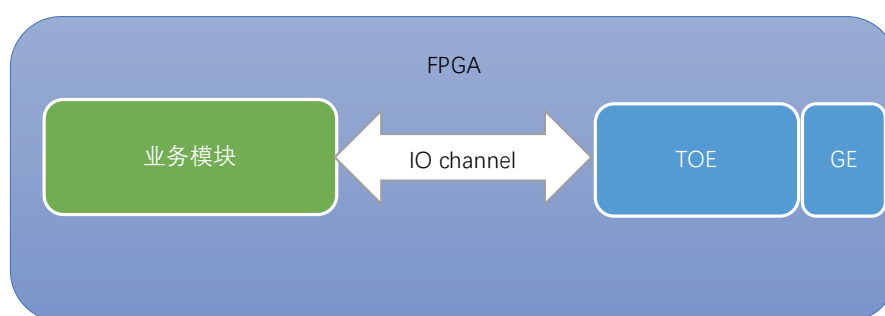 FPGA
业务模块
IO channel
TOE
GE